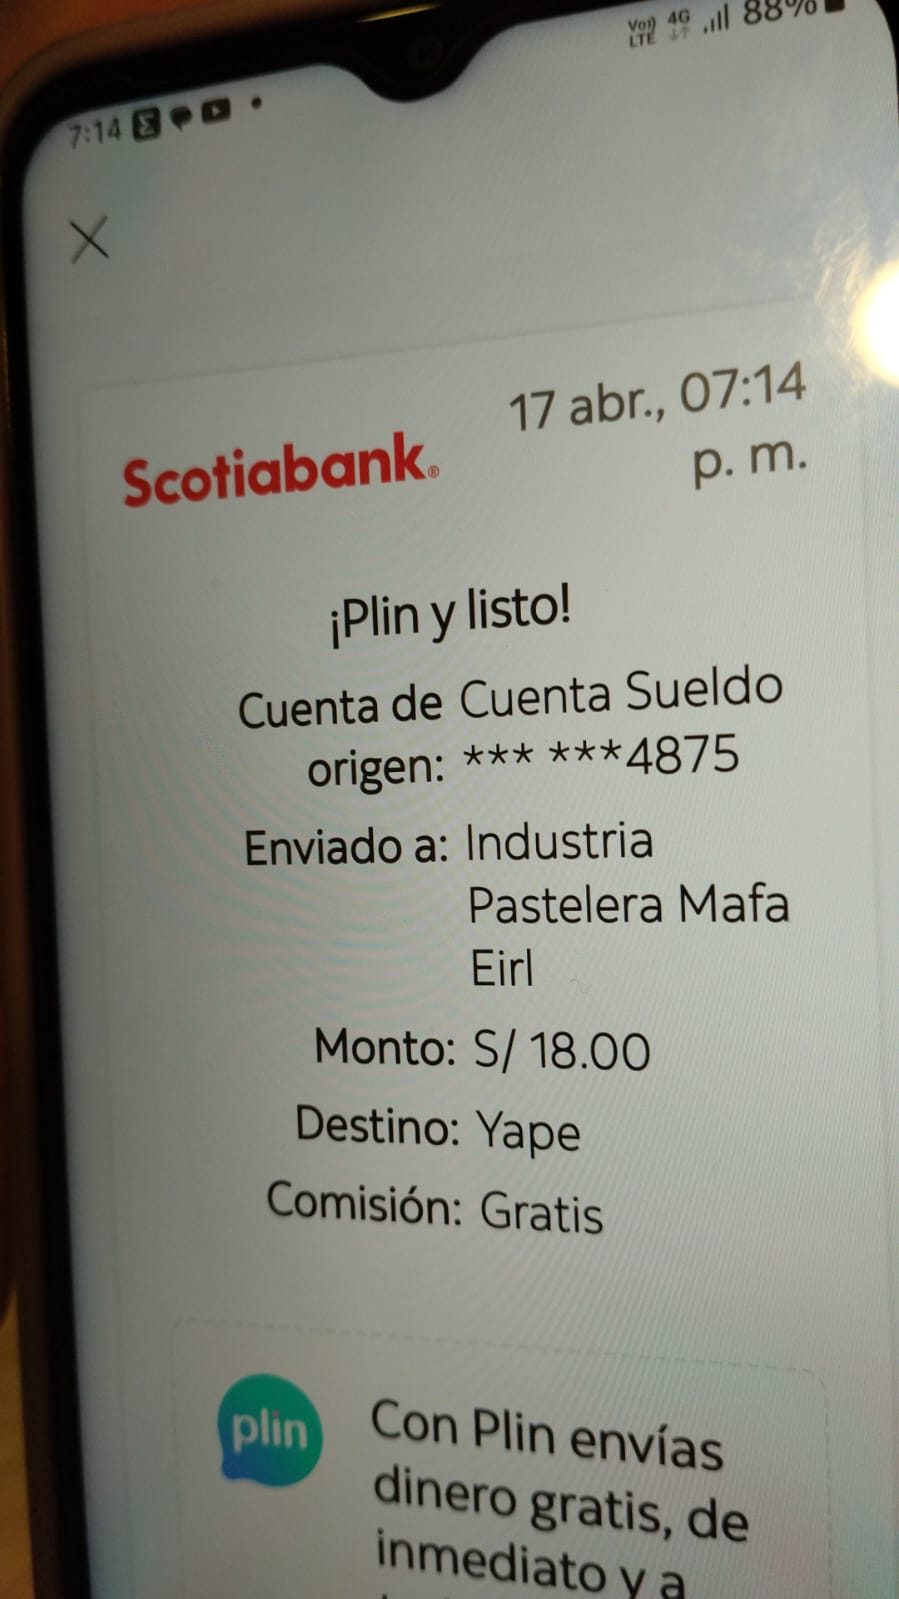 7:14
Vo)) LTE 4G 88%
Scotiabank®
17 abr., 07:14
p. m.
¡Plin y listo!
Cuenta de Cuenta Sueldo
origen: *** ***4875
Enviado a: Industria
Pastelera Mafa
Eirl
Monto: S/ 18.00
Destino: Yape
Comisión: Gratis
plin
Con Plin envías
dinero gratis, de
inmediato y a